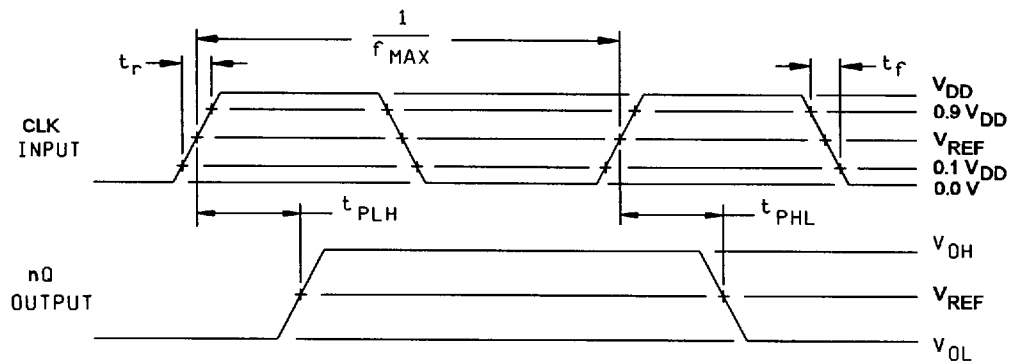 1
f MAX
t r
t f
V DD
0.9 V DD
CLK
INPUT
V REF
0.1 V DD
0.0 V
t PLH
t PHL
V OH
nQ
OUTPUT
V REF
V OL